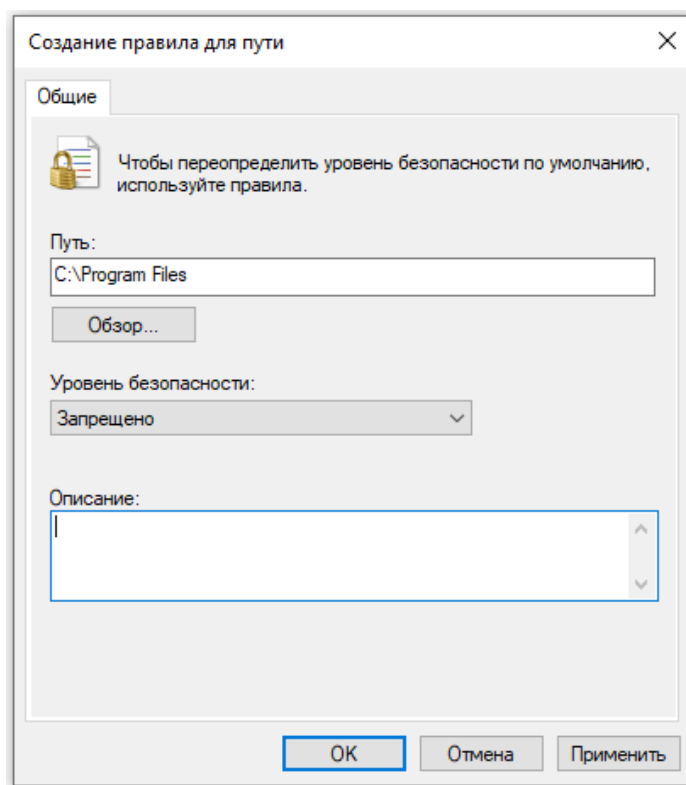 Создание правила для пути
Общие
Чтобы переопределить уровень безопасности по умолчанию,
используйте правила.
Путь:
C:\Program Files
Обзор...
Уровень безопасности:
Запрещено
Описание:
OK
Отмена
Применить